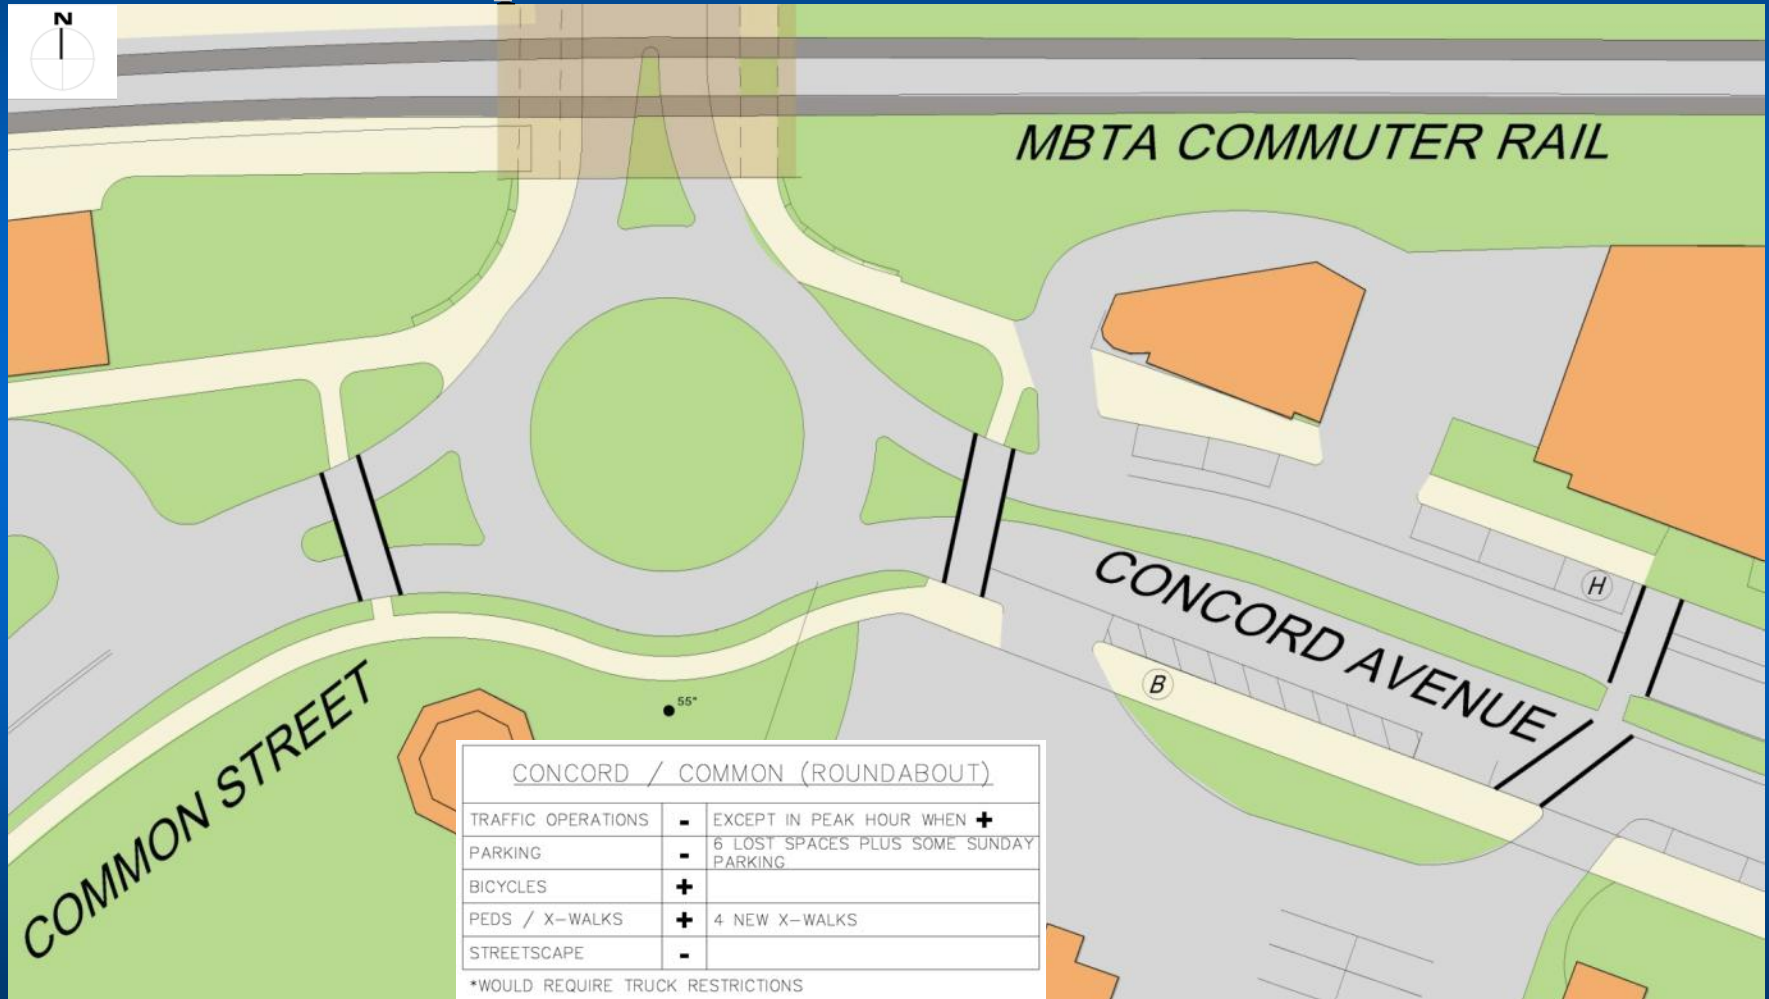 N
MBTA COMMUTER RAIL
CONCORD AVENUE
H
B
55"
COMMON STREET
CONCORD / COMMON (ROUNDABOUT)
TRAFFIC OPERATIONS - EXCEPT IN PEAK HOUR WHEN +
PARKING - 6 LOST SPACES PLUS SOME SUNDAY
PARKING
BICYCLES +
PEDS / X-WALKS + 4 NEW X-WALKS
STREETSCAPE -
*WOULD REQUIRE TRUCK RESTRICTIONS